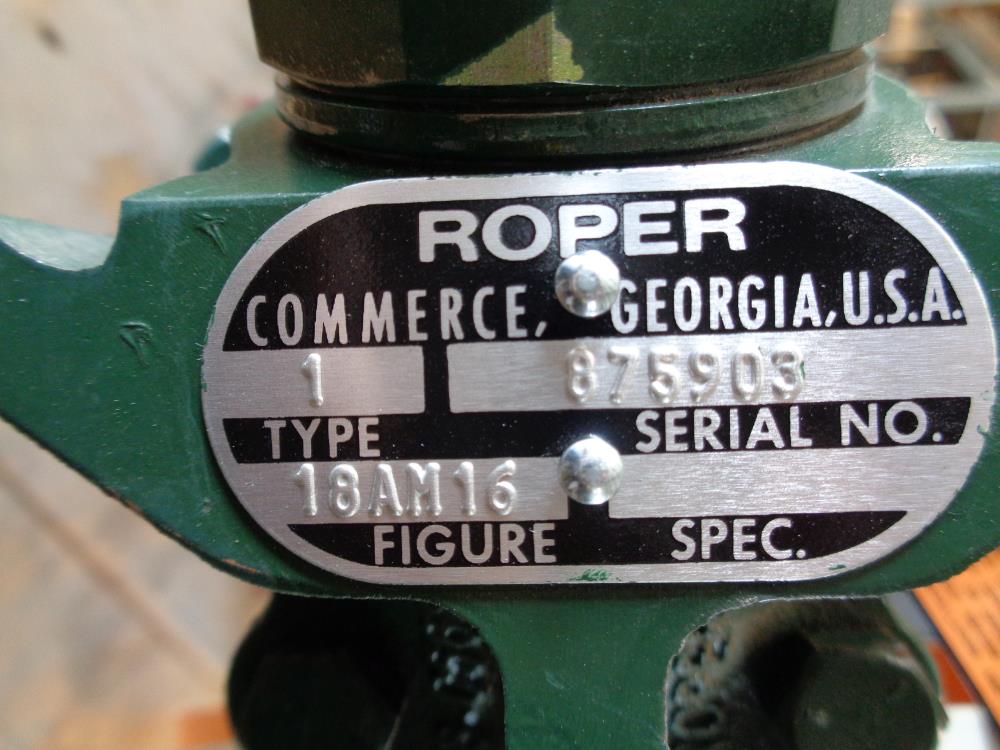 ROPER
COMMERCE, GEORGIA, U.S.A.
1 875903
TYPE SERIAL NO.
18AM16
FIGURE SPEC.